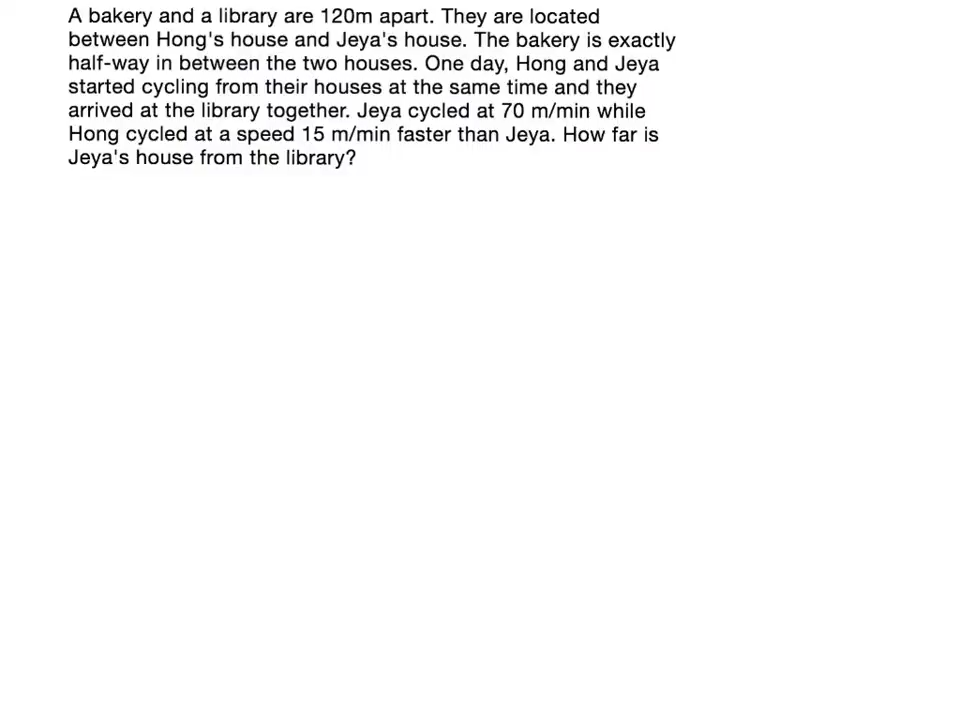 A bakery and a library are 120m apart. They are located
between Hong's house and Jeya's house. The bakery is exactly
half-way in between the two houses. One day, Hong and Jeya
started cycling from their houses at the same time and they
arrived at the library together. Jeya cycled at 70 m/min while
Hong cycled at a speed 15 m/min faster than Jeya. How far is
Jeya's house from the library?